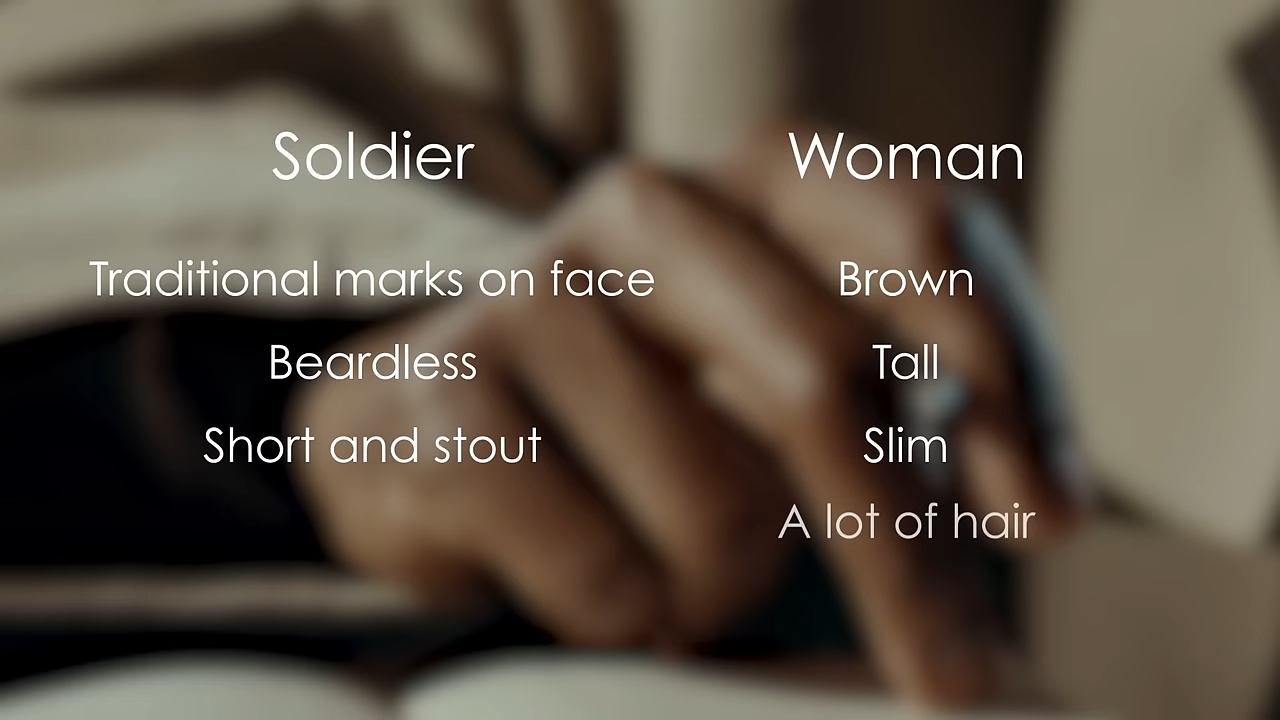 Soldier
Traditional marks on face
Beardless
Short and stout
Woman
Brown
Tall
Slim
A lot of hair